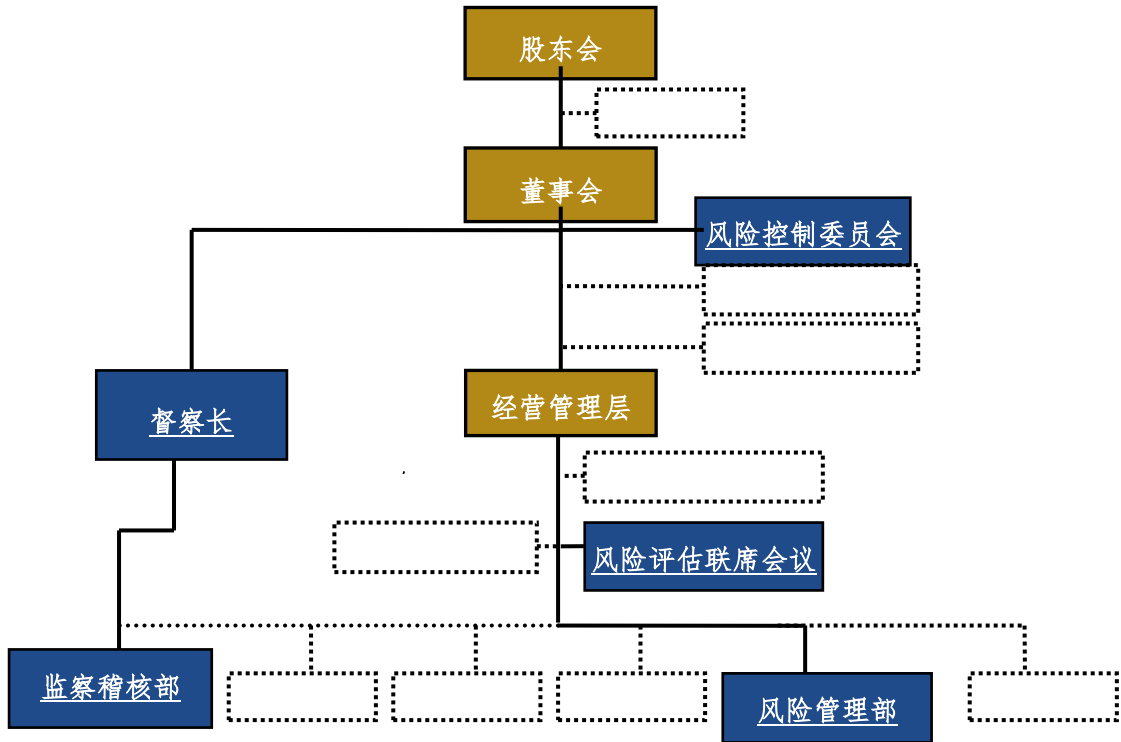 股东会
董事会
风险控制委员会
经营管理层
督察长
风险评估联席会议
监察稽核部
风险管理部